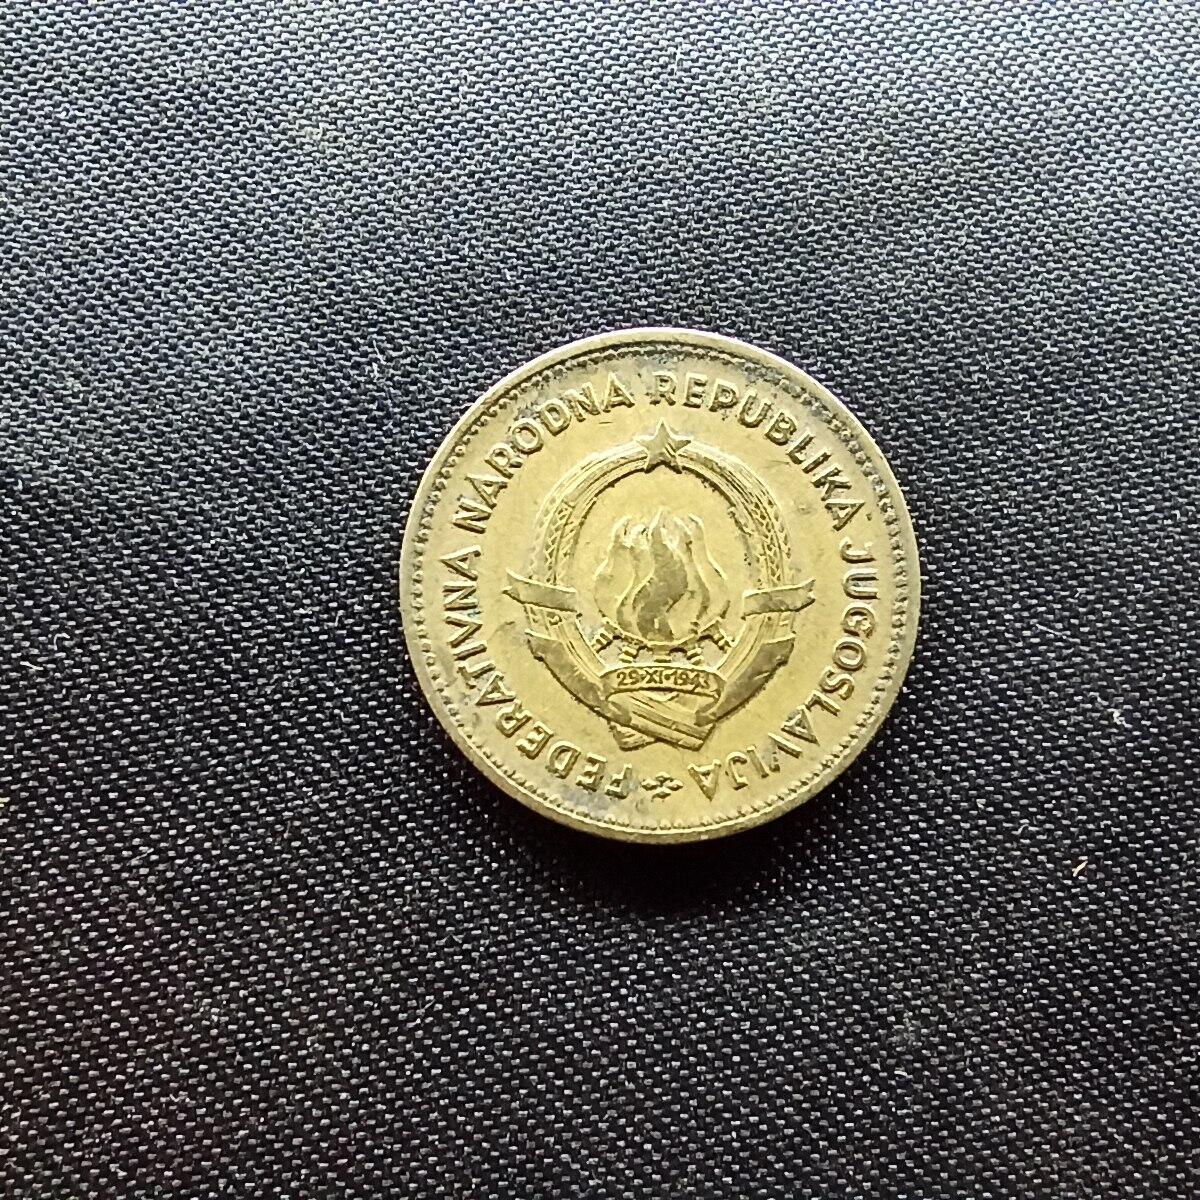 FEDERATIVNA NARODNA REPUBLIKA JUGOSLAVIJA
29·XI·1943